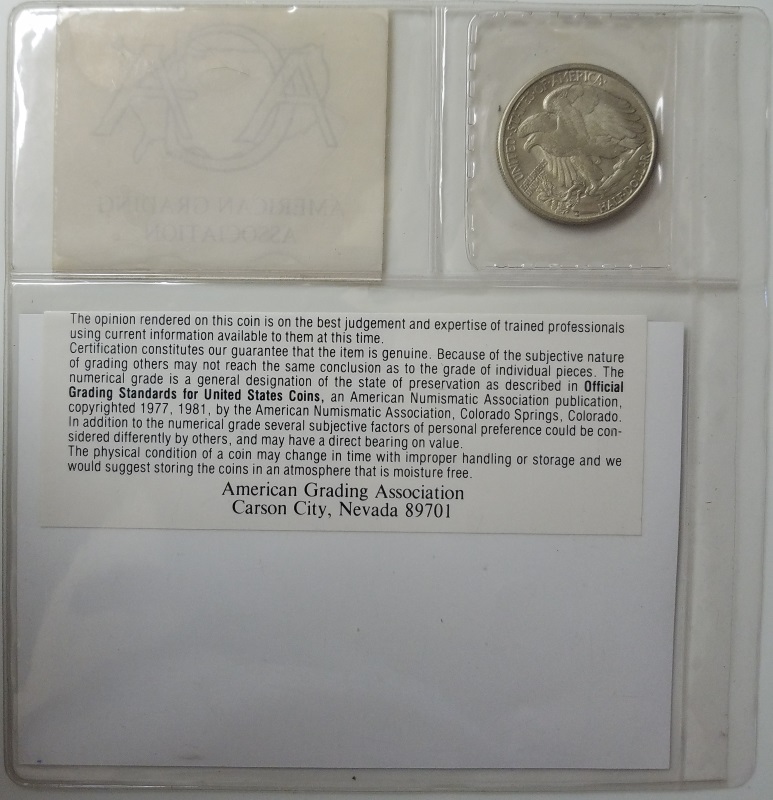 AGA
AMERICAN GRADING
ASSOCIATION
UNITED STATES OF AMERICA
HALF DOLLAR
The opinion rendered on this coin is on the best judgement and expertise of trained professionals
using current information available to them at this time.
Certification constitutes our guarantee that the item is genuine. Because of the subjective nature
of grading others may not reach the same conclusion as to the grade of individual pieces. The
numerical grade is a general designation of the state of preservation as described in Official
Grading Standards for United States Coins, an American Numismatic Association publication,
copyrighted 1977, 1981, by the American Numismatic Association, Colorado Springs, Colorado.
In addition to the numerical grade several subjective factors of personal preference could be con-
sidered differently by others, and may have a direct bearing on value.
The physical condition of a coin may change in time with improper handling or storage and we
would suggest storing the coins in an atmosphere that is moisture free.
American Grading Association
Carson City, Nevada 89701